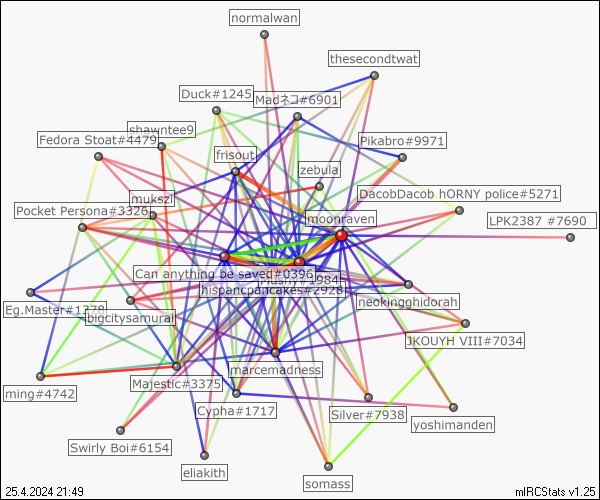 normalwan
thesecondtwat
Duck#1245
Madネコ#6901
shawntee9
Fedora Stoat#4479
Pikabro#9971
frisout
zebula
DacobDacob hORNY police#5271
mukszi
Pocket Persona#3326
moonraven
LPK2387 #7690
Can anything be saved#0396
#1984
hispancpancakes#2928
neokingghidorah
Eg.Master#1378
bigcitysamurai
JKOUYH VIII#7034
marcemadness
Majestic#3375
ming#4742
Cypha#1717
Silver#7938
yoshimanden
Swirly Boi#6154
eliakith
somass
25.4.2024 21:49
mIRCStats v1.25